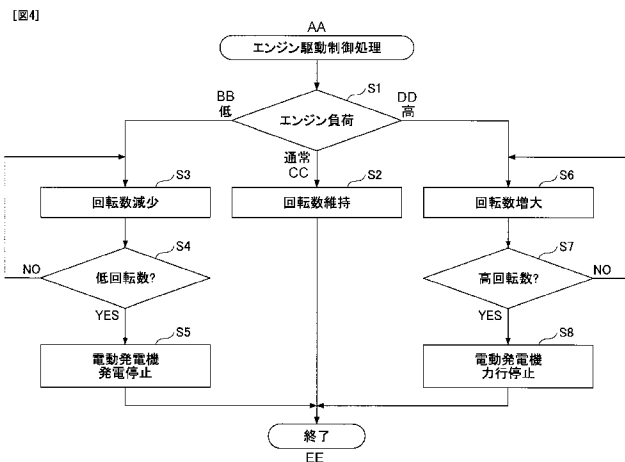 [図4]
AA
エンジン駆動制御処理
S1
BB
低
エンジン負荷
DD
高
通常
CC
S3
回転数減少
S2
回転数維持
S6
回転数増大
S4
低回転数?
NO
YES
S7
高回転数?
NO
YES
S5
電動発電機
発電停止
S8
電動発電機
力行停止
終了
EE